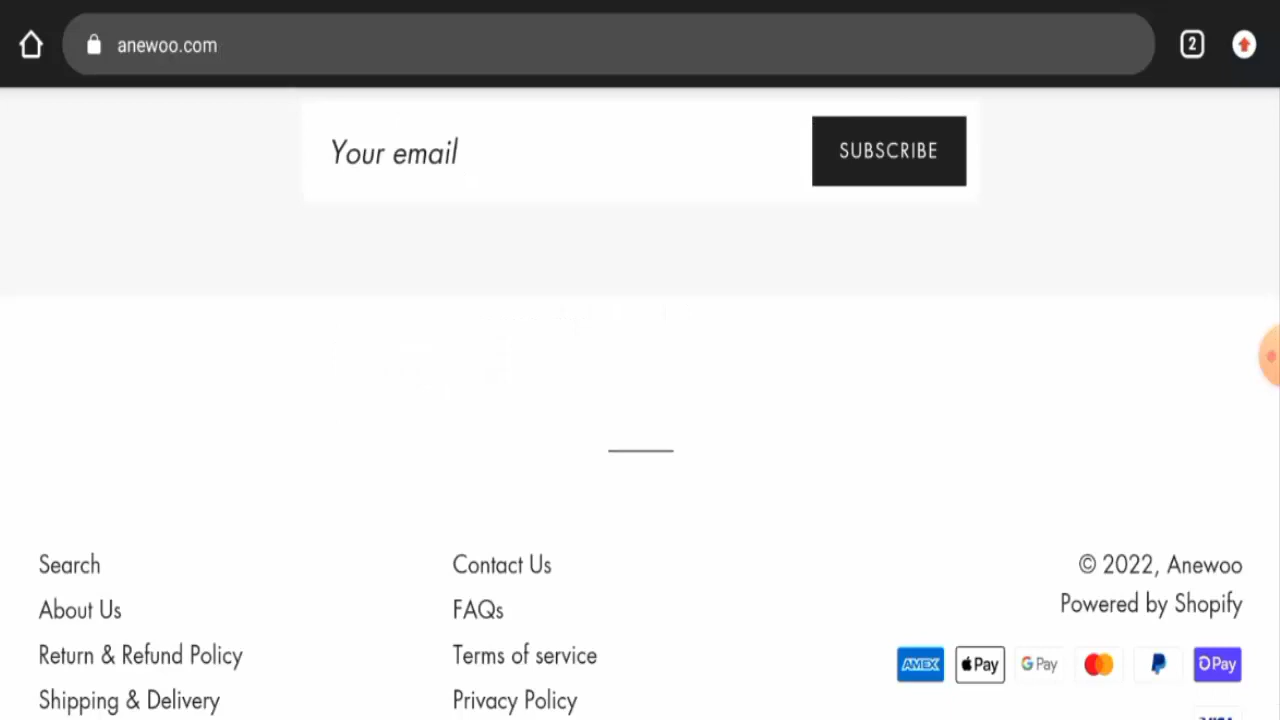 anewoo.com
2
Your email
SUBSCRIBE
Search
About Us
Return & Refund Policy
Shipping & Delivery
Contact Us
FAQs
Terms of service
Privacy Policy
© 2022, Anewoo
Powered by Shopify
AMEX Pay G Pay Pay